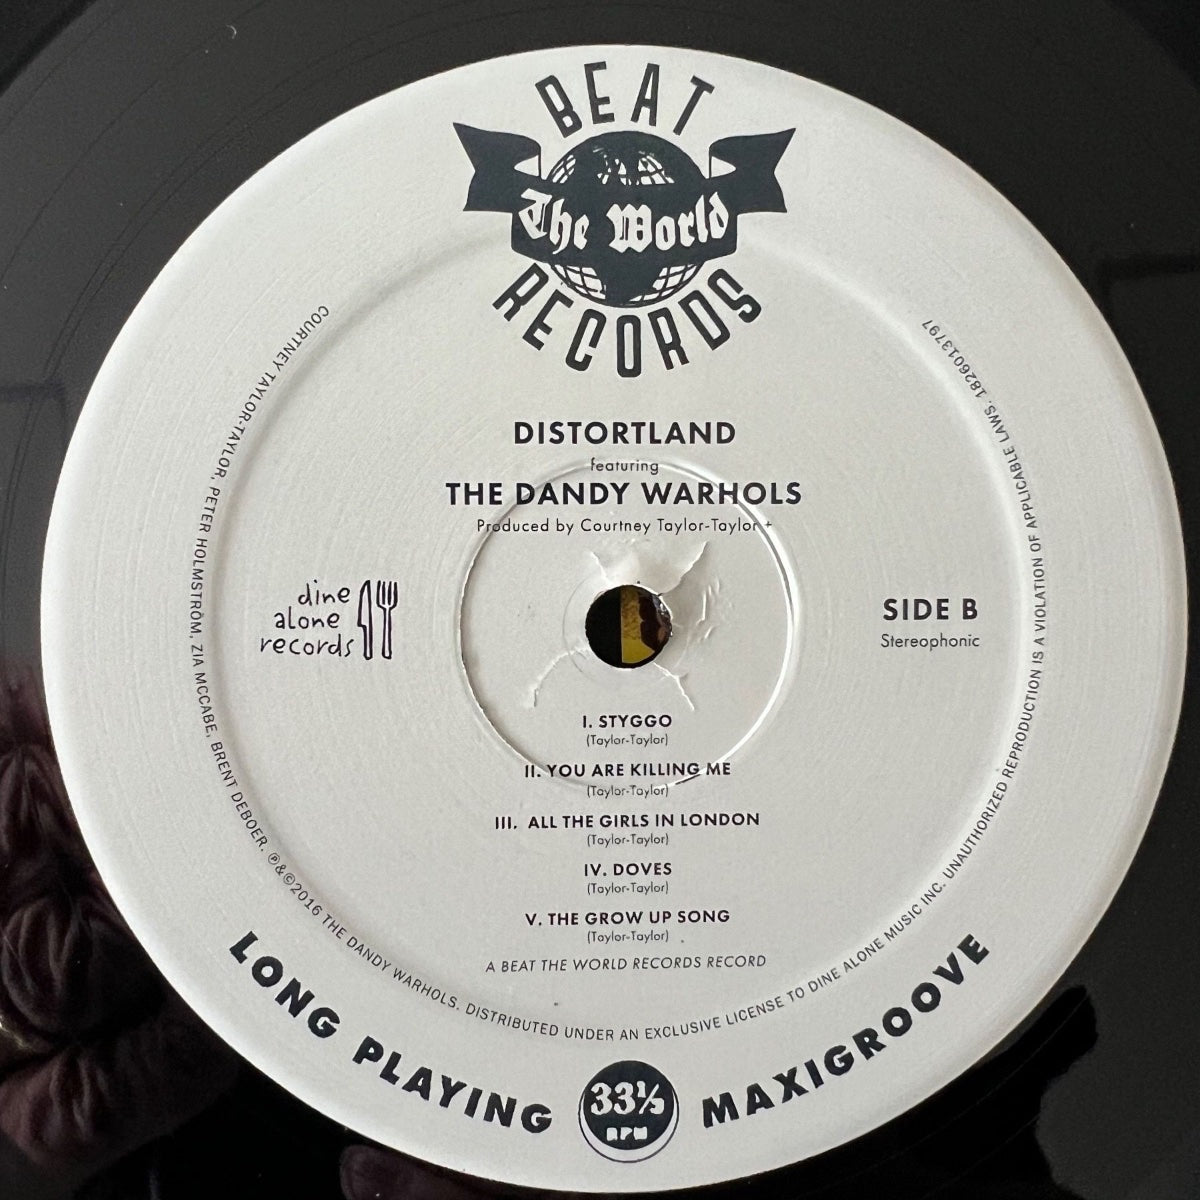 BEAT
The World
RECORDS
DISTORTLAND
featuring
THE DANDY WARHOLS
Produced by Courtney Taylor-Taylor +
dine
alone
records
SIDE B
Stereophonic
I. STYGGO
(Taylor-Taylor)
II. YOU ARE KILLING ME
(Taylor-Taylor)
III. ALL THE GIRLS IN LONDON
(Taylor-Taylor)
IV. DOVES
(Taylor-Taylor)
V. THE GROW UP SONG
(Taylor-Taylor)
A BEAT THE WORLD RECORDS RECORD
COURTNEY TAYLOR-TAYLOR, PETER HOLMSTRÖM, ZIA MCCABE, BRENT DEBOER. ℗&©2016 THE DANDY WARHOLS. DISTRIBUTED UNDER AN EXCLUSIVE LICENSE TO DINE ALONE MUSIC INC. UNAUTHORIZED REPRODUCTION IS A VIOLATION OF APPLICABLE LAWS. 1826013797
LONG PLAYING
33⅓
RPM
MAXIGROOVE